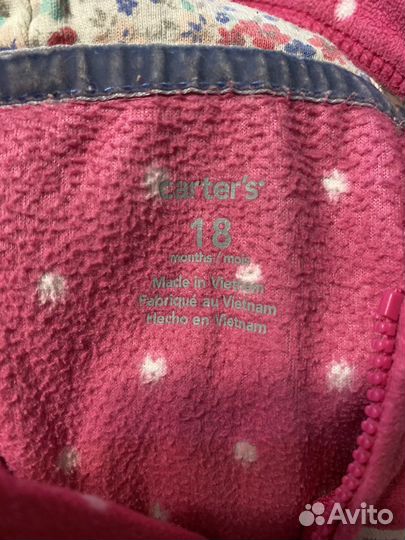 carter's
18
months / mois
Made in Vietnam
Fabriqué au Vietnam
Hecho en Vietnam
Avito